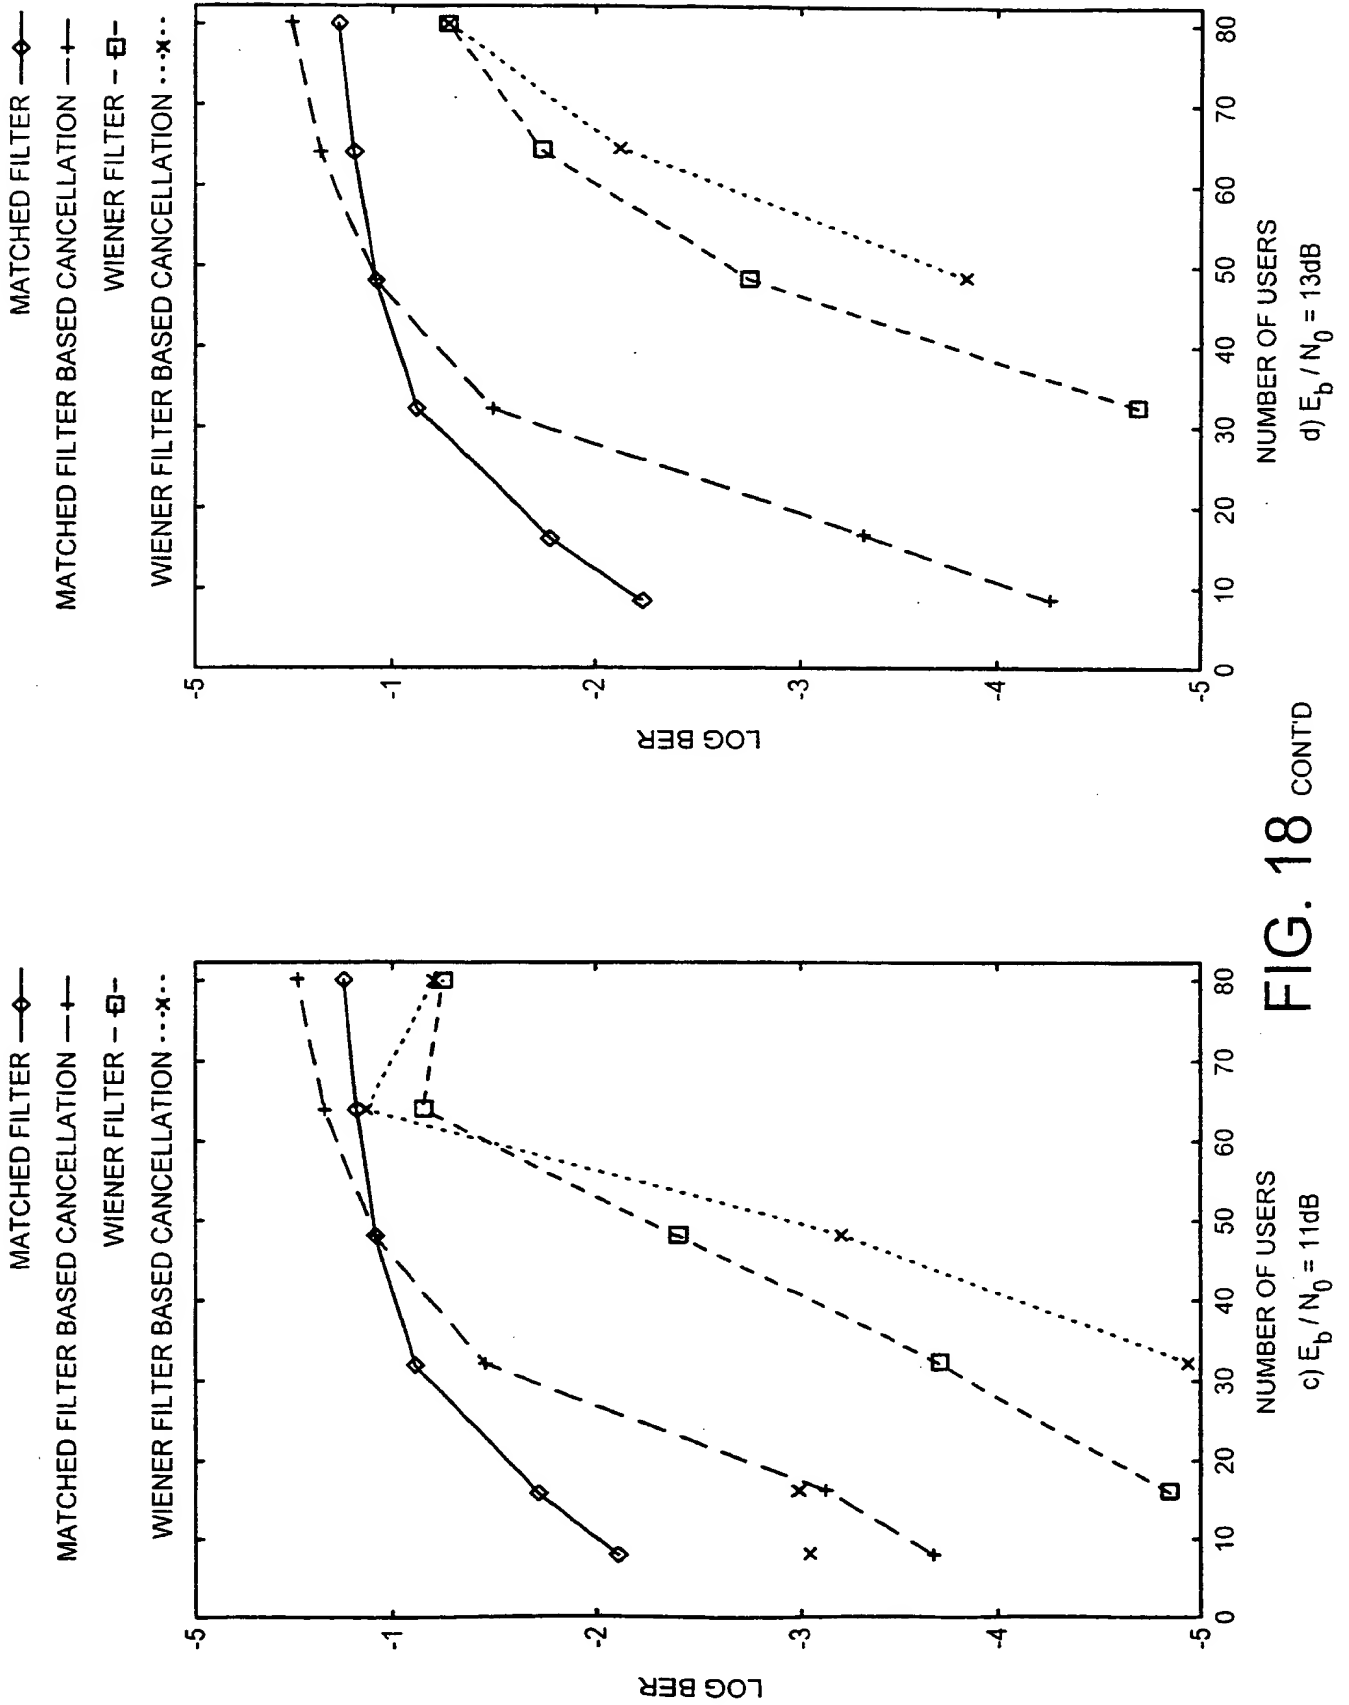 MATCHED FILTER
MATCHED FILTER BASED CANCELLATION
WIENER FILTER
WIENER FILTER BASED CANCELLATION
LOG BER
-5
-1
-2
-3
-4
-5
0 10 20 30 40 50 60 70 80
NUMBER OF USERS
c) Eb / N0 = 11dB
MATCHED FILTER
MATCHED FILTER BASED CANCELLATION
WIENER FILTER
WIENER FILTER BASED CANCELLATION
LOG BER
-5
-1
-2
-3
-4
-5
0 10 20 30 40 50 60 70 80
NUMBER OF USERS
d) Eb / N0 = 13dB
FIG. 18 CONT'D